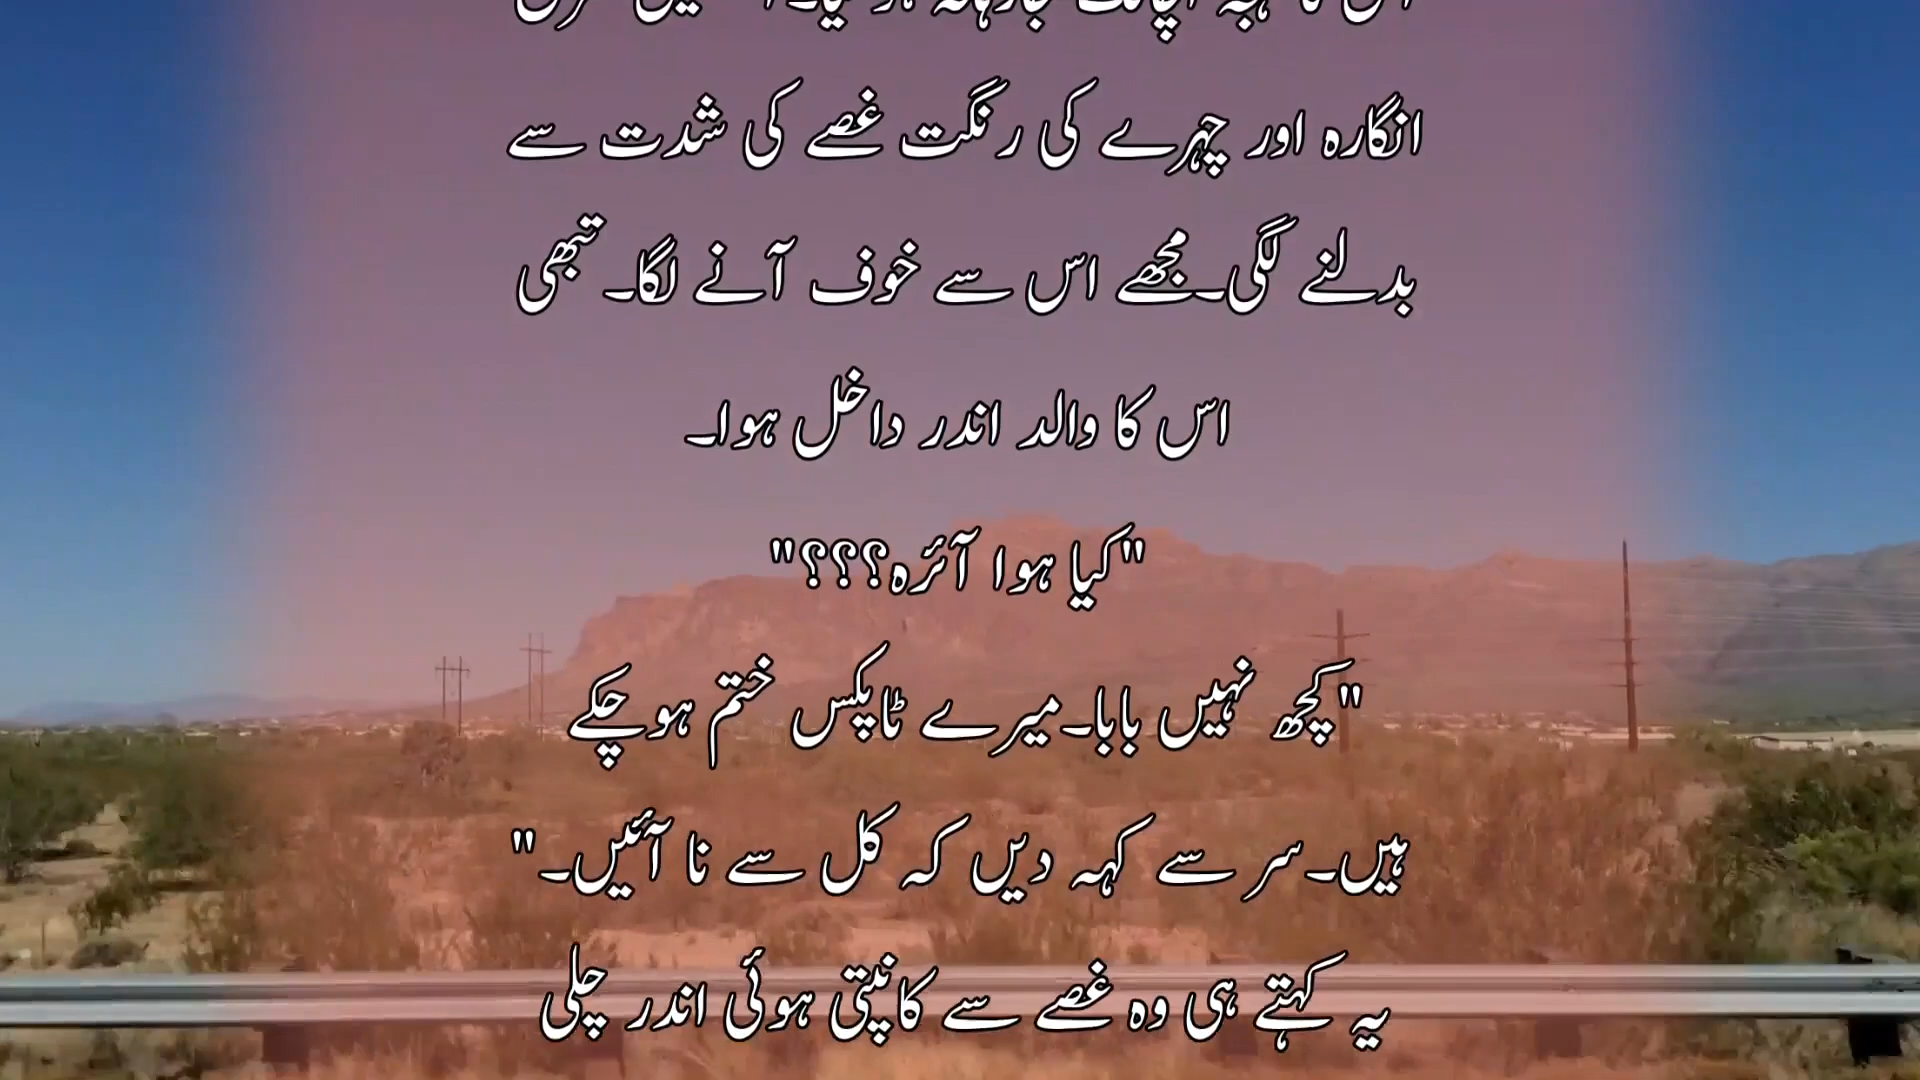 انگارہ اور چہرے کی رنگت غصے کی شدت سے
بدلنے لگی۔مجھے اس سے خوف آنے لگا۔ تبھی
اس کا والد اندر داخل ہوا۔
"کیا ہوا آئرہ؟؟؟"
"کچھ نہیں بابا۔میرے ٹاپکس ختم ہوچکے
ہیں۔سر سے کہہ دیں کہ کل سے نا آئیں۔"
یہ کہتے ہی وہ غصے سے کانپتی ہوئی اندر چلی